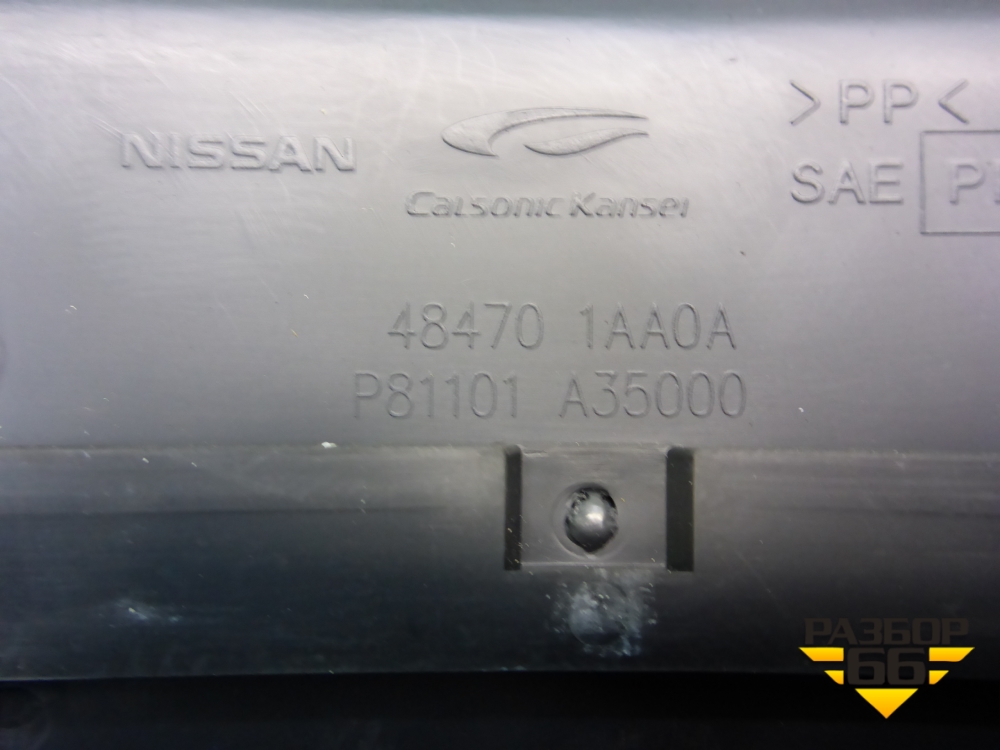 NISSAN
Calsonic Kansei
>PP<
SAE
48470 1AA0A
P81101 A35000
РАЗБОР
66